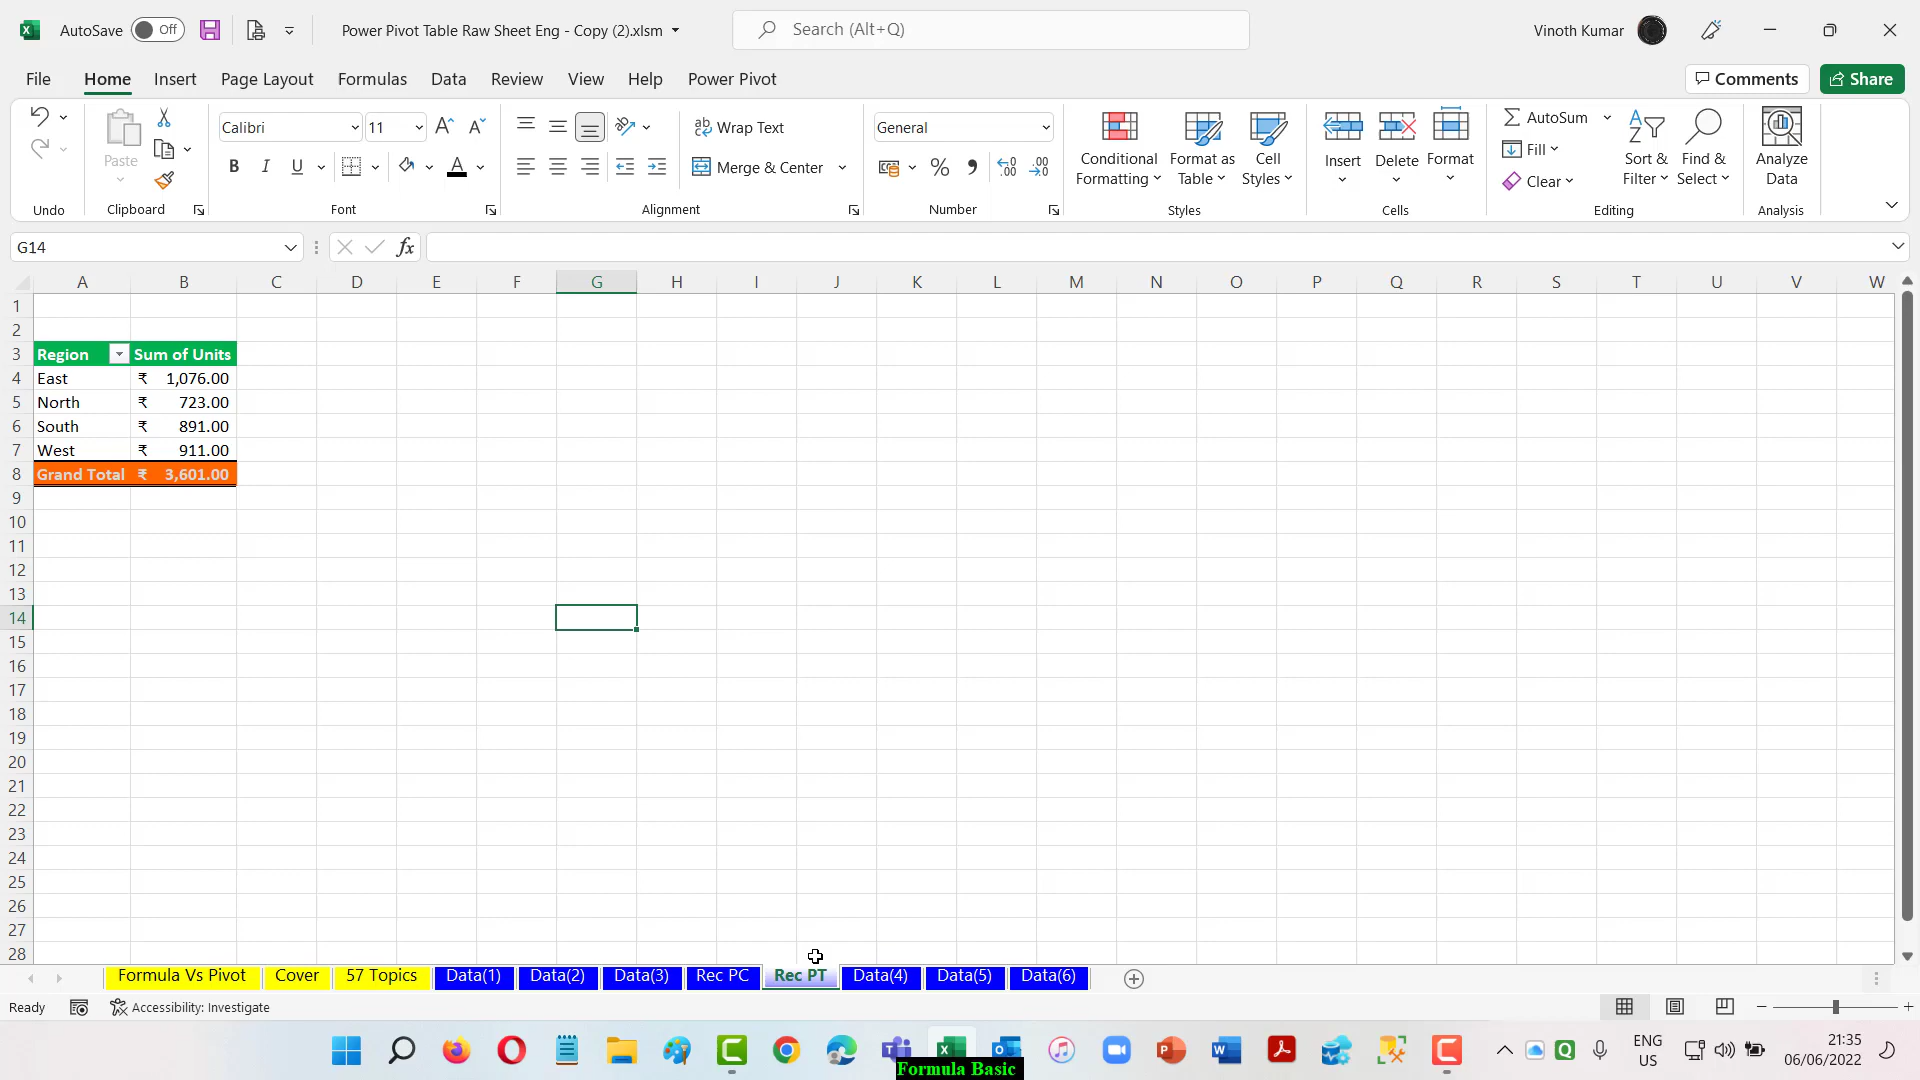 AutoSave Off Power Pivot Table Raw Sheet Eng - Copy (2).xlsm Search (Alt+Q) Vinoth Kumar
File Home Insert Page Layout Formulas Data Review View Help Power Pivot Comments Share
Calibri 11 Wrap Text General AutoSum
Paste Conditional Formatting Format as Table Cell Styles Insert Delete Format Fill Sort & Filter Find & Select Analyze Data
B I U Merge & Center Clear
Undo Clipboard Font Alignment Number Styles Cells Editing Analysis
G14 fx
A B C D E F G H I J K L M N O P Q R S T U V W
1
2
3 Region Sum of Units
4 East ₹ 1,076.00
5 North ₹ 723.00
6 South ₹ 891.00
7 West ₹ 911.00
8 Grand Total ₹ 3,601.00
9
10
11
12
13
14
15
16
17
18
19
20
21
22
23
24
25
26
27
28
Formula Vs Pivot Cover 57 Topics Data(1) Data(2) Data(3) Rec PC Rec PT Data(4) Data(5) Data(6)
Ready Accessibility: Investigate
ENG US 21:35
06/06/2022
Formula Basic